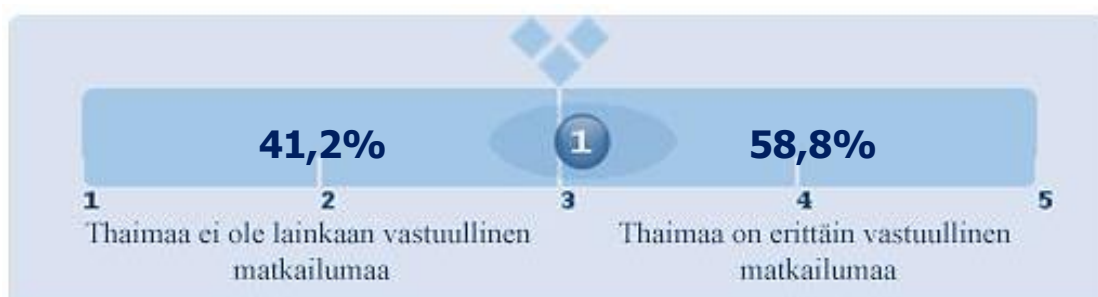 1
41,2% 58,8%
1 2 3 4 5
Thaimaa ei ole lainkaan vastuullinen
matkailumaa
Thaimaa on erittäin vastuullinen
matkailumaa